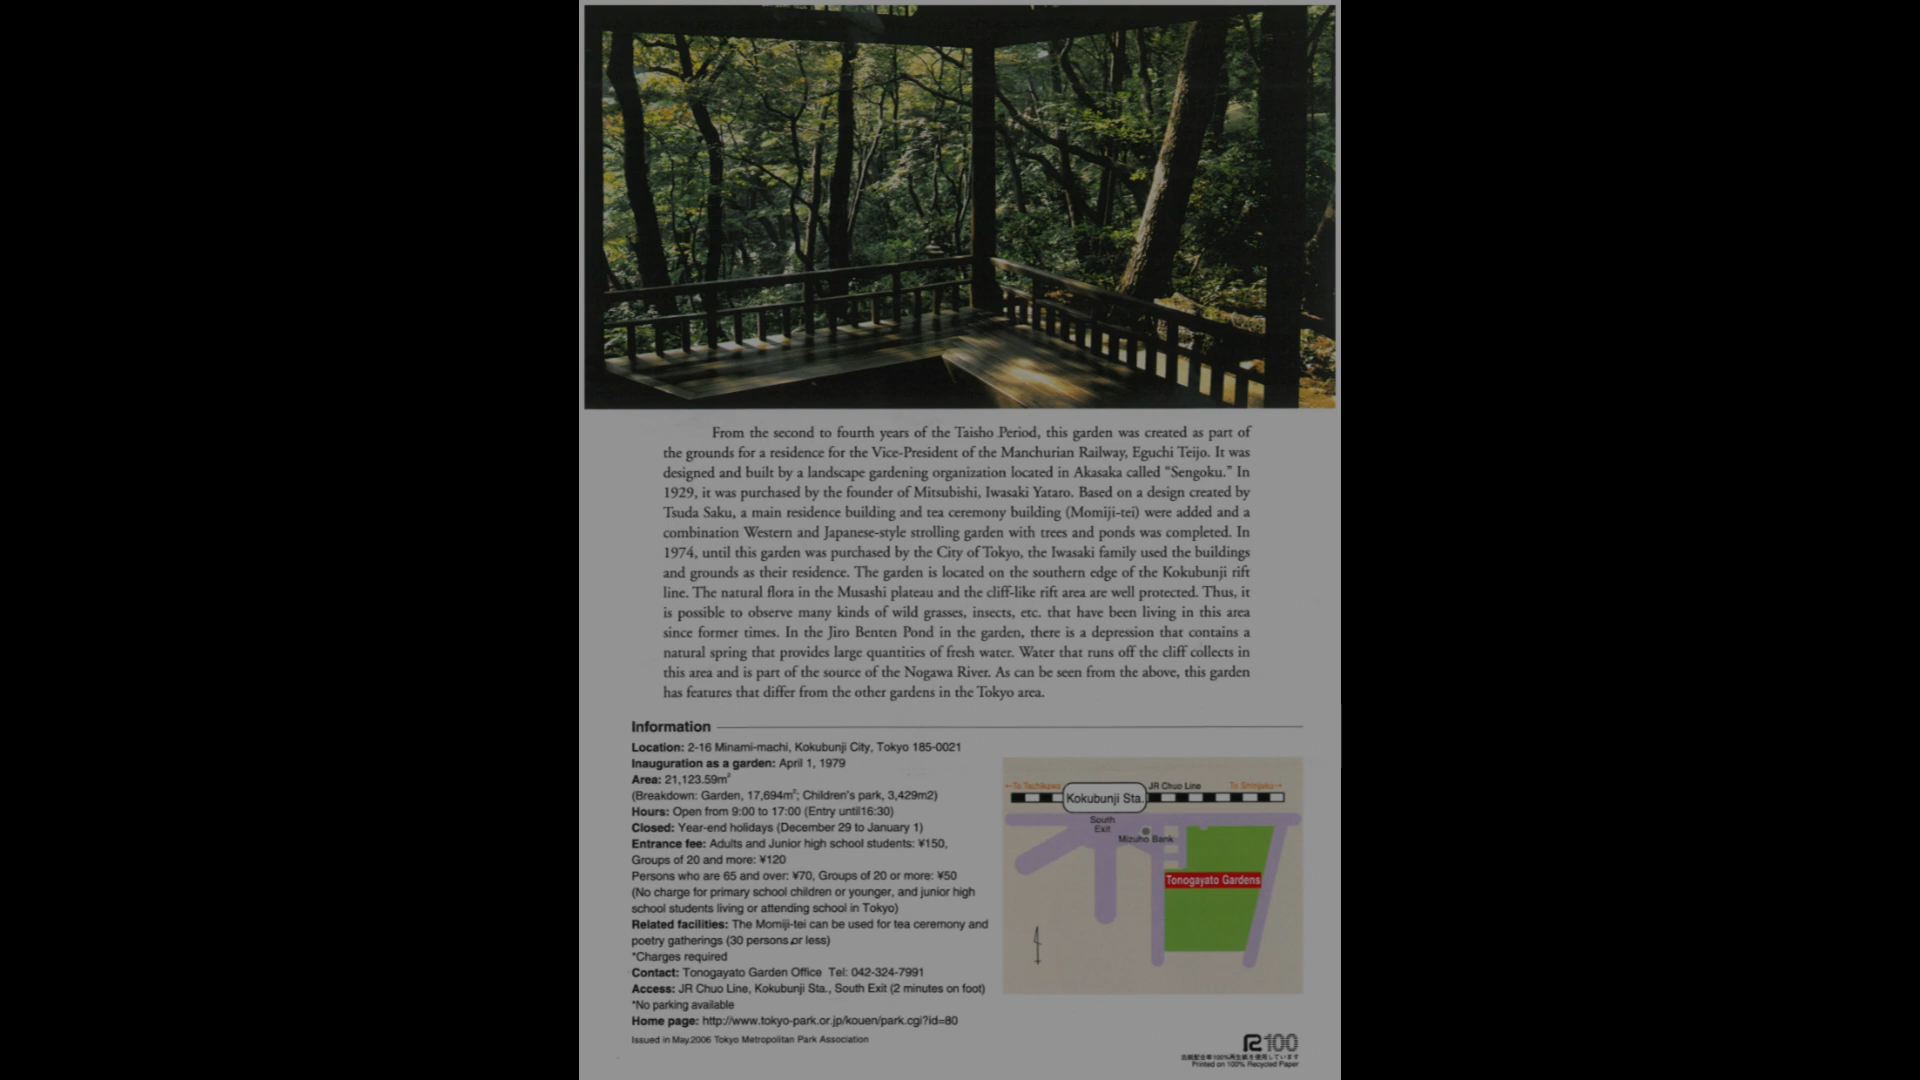 From the second to fourth years of the Taisho Period, this garden was created as part of
the grounds for a residence for the Vice-President of the Manchurian Railway, Eguchi Teijo. It was
designed and built by a landscape gardening organization located in Akasaka called “Sengoku.” In
1929, it was purchased by the founder of Mitsubishi, Iwasaki Yataro. Based on a design created by
Tsuda Saku, a main residence building and tea ceremony building (Momiji-tei) were added and a
combination Western and Japanese-style strolling garden with trees and ponds was completed. In
1974, until this garden was purchased by the City of Tokyo, the Iwasaki family used the buildings
and grounds as their residence. The garden is located on the southern edge of the Kokubunji rift
line. The natural flora in the Musashi plateau and the cliff-like rift area are well protected. Thus, it
is possible to observe many kinds of wild grasses, insects, etc. that have been living in this area
since former times. In the Jiro Benten Pond in the garden, there is a depression that contains a
natural spring that provides large quantities of fresh water. Water that runs off the cliff collects in
this area and is part of the source of the Nogawa River. As can be seen from the above, this garden
has features that differ from the other gardens in the Tokyo area.
Information
Location: 2-16 Minami-machi, Kokubunji City, Tokyo 185-0021
Inauguration as a garden: April 1, 1979
Area: 21,123.59m²
(Breakdown: Garden, 17,694m²; Children's park, 3,429m2)
Hours: Open from 9:00 to 17:00 (Entry until16:30)
Closed: Year-end holidays (December 29 to January 1)
Entrance fee: Adults and Junior high school students: ¥150,
Groups of 20 and more: ¥120
Persons who are 65 and over: ¥70, Groups of 20 or more: ¥50
(No charge for primary school children or younger, and junior high
school students living or attending school in Tokyo)
Related facilities: The Momiji-tei can be used for tea ceremony and
poetry gatherings (30 persons or less)
*Charges required
Contact: Tonogayato Garden Office Tel: 042-324-7991
Access: JR Chuo Line, Kokubunji Sta., South Exit (2 minutes on foot)
*No parking available
Home page: http://www.tokyo-park.or.jp/kouen/park.cgi?id=80
Issued in May.2006 Tokyo Metropolitan Park Association
←To Tachikawa
Kokubunji Sta.
JR Chuo Line
To Shinjuku→
South
Exit
Mizuho Bank
Tonogayato Gardens
R100
古紙配合率100%再生紙を使用しています
Printed on 100% Recycled Paper